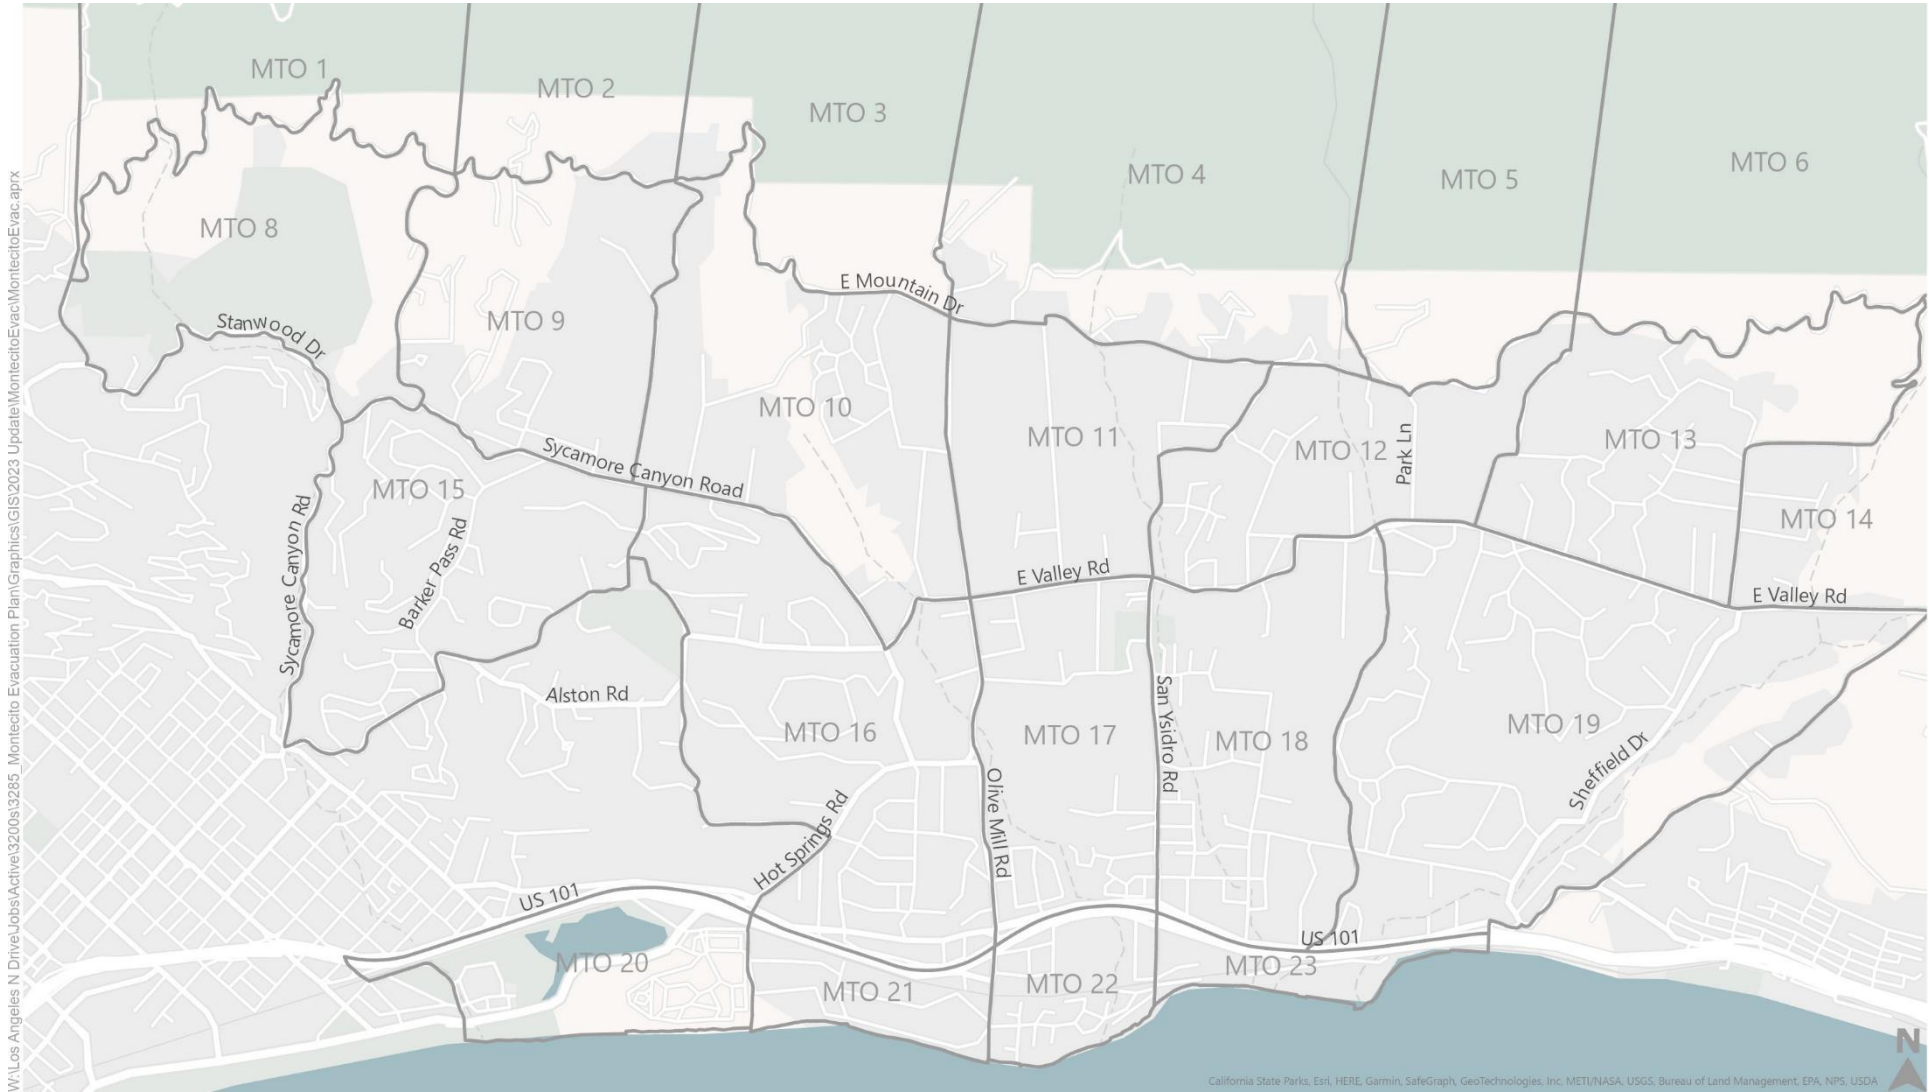 MTO 1
MTO 2
MTO 3
MTO 4
MTO 5
MTO 6
MTO 8
MTO 9
E Mountain Dr
Stanwood Dr
MTO 10
MTO 11
MTO 12
Park Ln
MTO 13
MTO 14
Sycamore Canyon Road
MTO 15
Sycamore Canyon Rd
Barker Pass Rd
E Valley Rd
E Valley Rd
Alston Rd
MTO 16
MTO 17
San Ysidro Rd
MTO 18
MTO 19
Sheffield Dr
Hot Springs Rd
Olive Mill Rd
US 101
US 101
MTO 20
MTO 21
MTO 22
MTO 23
N
W:\Los Angeles N Drive\Jobs\Active\3200s\3285_Montecito Evacuation Plan\Graphics\GIS\2023 Update\MontecitoEvac\MontecitoEvac.aprx
California State Parks, Esri, HERE, Garmin, SafeGraph, GeoTechnologies, Inc, METI/NASA, USGS, Bureau of Land Management, EPA, NPS, USDA